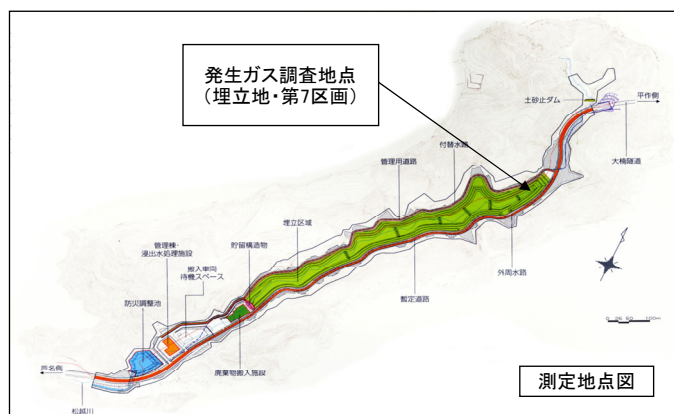 発生ガス調査地点
(埋立地・第7区画)
土砂止ダム
平作側
大楠隧道
付替水路
管理用道路
埋立区域
貯留構造物
管理棟・
浸出水処理施設
搬入車両
待機スペース
防災調整池
外周水路
暫定道路
廃棄物搬入施設
芦名側
松越川
100m
測定地点図